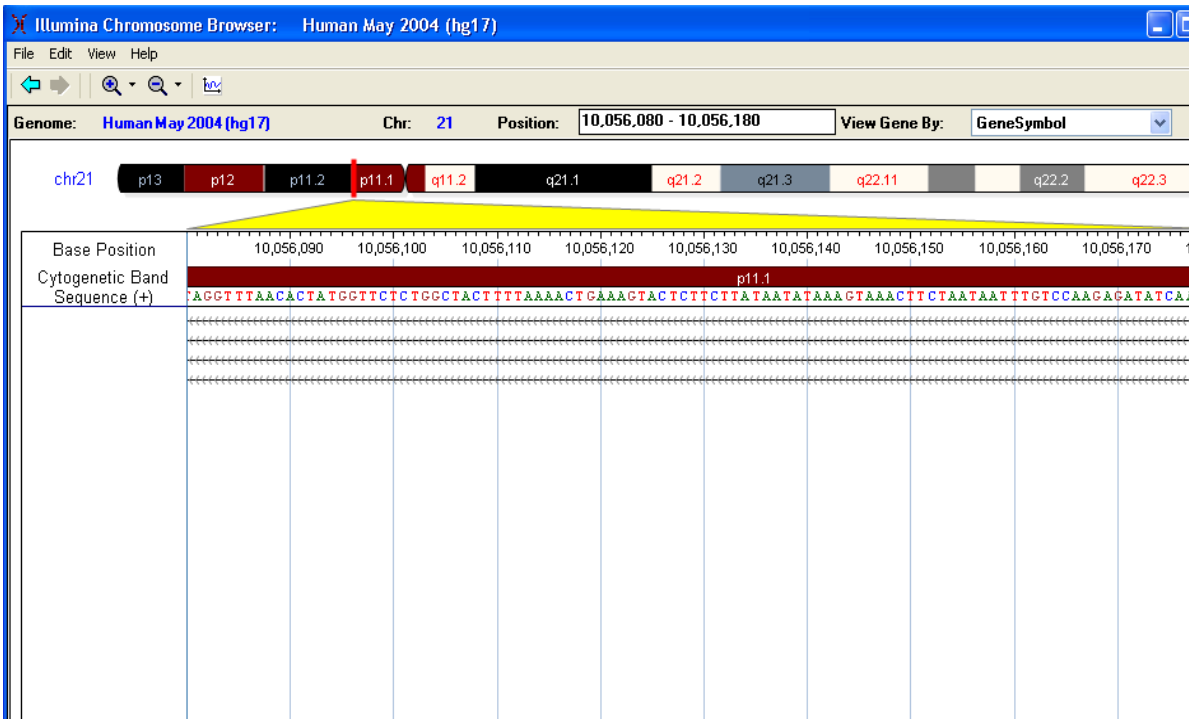 Illumina Chromosome Browser: Human May 2004 (hg17)
File Edit View Help
Genome: Human May 2004 (hg17) Chr: 21 Position: 10,056,080 - 10,056,180 View Gene By: GeneSymbol
chr21 p13 p12 p11.2 p11.1 q11.2 q21.1 q21.2 q21.3 q22.11 q22.2 q22.3
Base Position 10,056,090 10,056,100 10,056,110 10,056,120 10,056,130 10,056,140 10,056,150 10,056,160 10,056,170
Cytogenetic Band p11.1
Sequence (+) AGGTTTAACACTATGGTTCTCTGGCTACTTTTAAAACTGAAAGTACTCTTCTTATAATATAAAGTAAACTTCTAATAATTTGTCCAAGAGATATCA